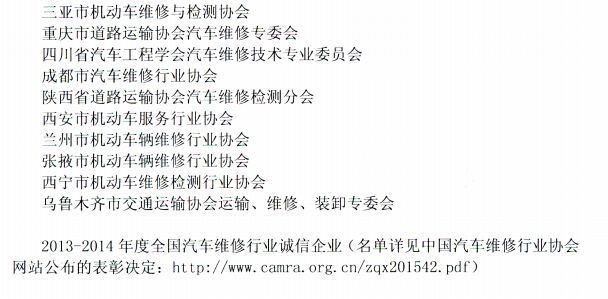 三亚市机动车维修与检测协会
重庆市道路运输协会汽车维修专委会
四川省汽车工程学会汽车维修技术专业委员会
成都市汽车维修行业协会
陕西省道路运输协会汽车维修检测分会
西安市机动车服务行业协会
兰州市机动车辆维修行业协会
张掖市机动车辆维修行业协会
西宁市机动车维修检测行业协会
乌鲁木齐市交通运输协会运输、维修、装卸专委会
2013-2014 年度全国汽车维修行业诚信企业（名单详见中国汽车维修行业协会
网站公布的表彰决定：http://www.camra.org.cn/zqx201542.pdf）